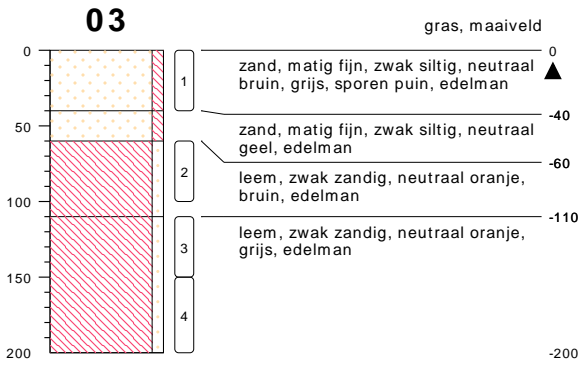 03
gras, maaiveld
0
0
zand, matig fijn, zwak siltig, neutraal
bruin, grijs, sporen puin, edelman
1
-40
50
zand, matig fijn, zwak siltig, neutraal
geel, edelman
-60
2
leem, zwak zandig, neutraal oranje,
bruin, edelman
100
-110
leem, zwak zandig, neutraal oranje,
grijs, edelman
3
150
4
200
-200